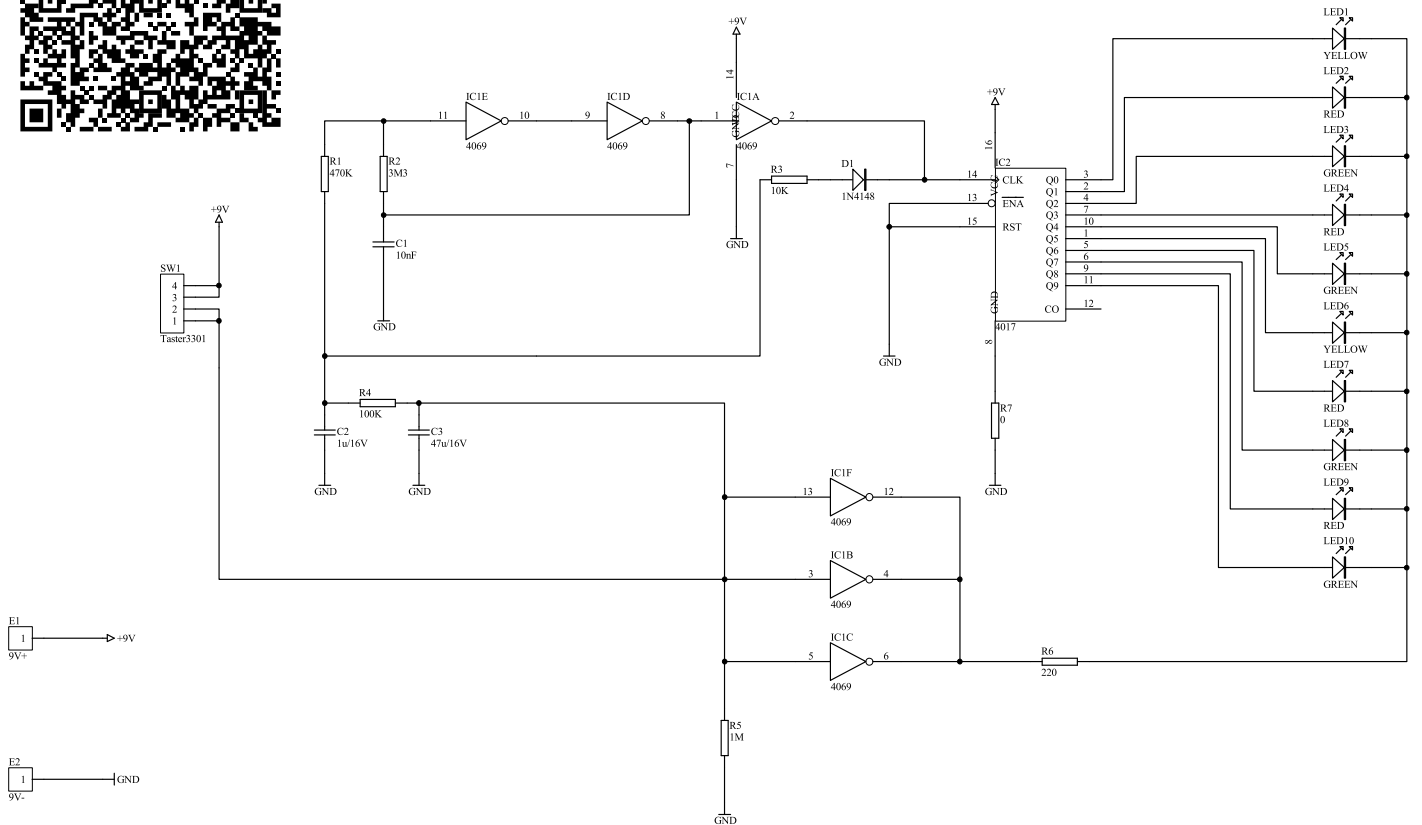 LED1
YELLOW
LED2
RED
LED3
GREEN
LED4
RED
LED5
GREEN
LED6
YELLOW
LED7
RED
LED8
GREEN
LED9
RED
LED10
GREEN
+9V
14
IC1E
11
10
4069
IC1D
9
8
4069
IC1A
1
VCC
GND
2
4069
7
GND
R1
470K
R2
3M3
C1
10nF
GND
R3
10K
D1
1N4148
+9V
16
IC2
VCC
14
CLK
13
ENA
15
RST
GND
4017
8
Q0
3
Q1
2
Q2
4
Q3
7
Q4
10
Q5
1
Q6
5
Q7
6
Q8
9
Q9
11
CO
12
GND
R7
0
GND
+9V
SW1
4
3
2
1
Taster3301
R4
100K
C2
1u/16V
GND
C3
47u/16V
GND
IC1F
13
12
4069
IC1B
3
4
4069
IC1C
5
6
4069
R6
220
R5
1M
GND
E1
1
+9V
9V+
E2
1
GND
9V-